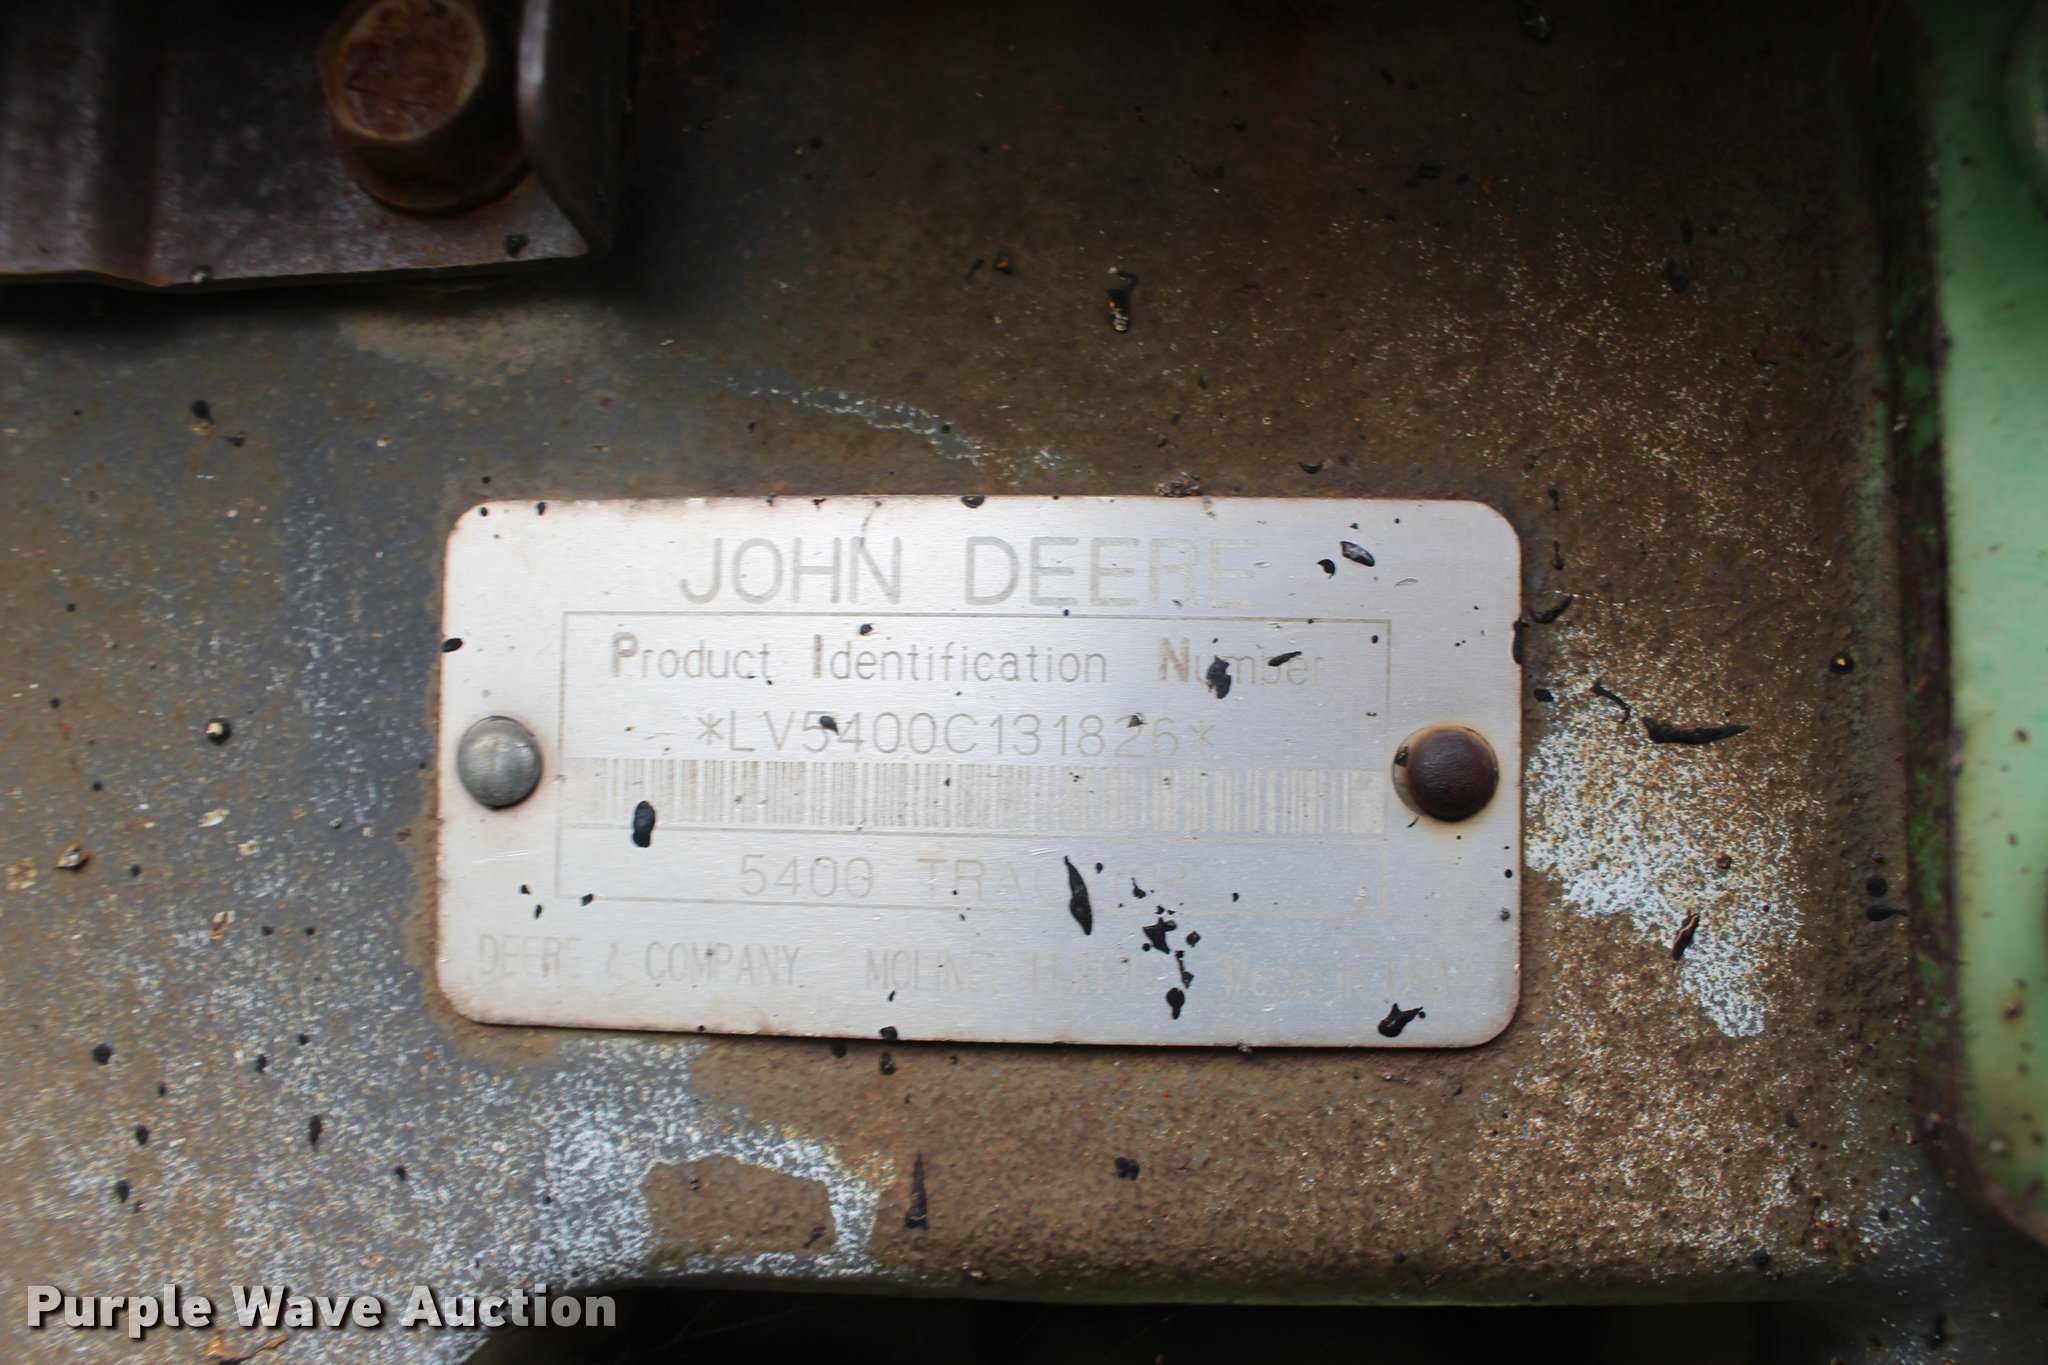 JOHN DEERE
Product Identification Number
*LV5400C131826*
5400 TRACTOR
DEERE & COMPANY MOLINE, ILLINOIS Made in USA
Purple Wave Auction